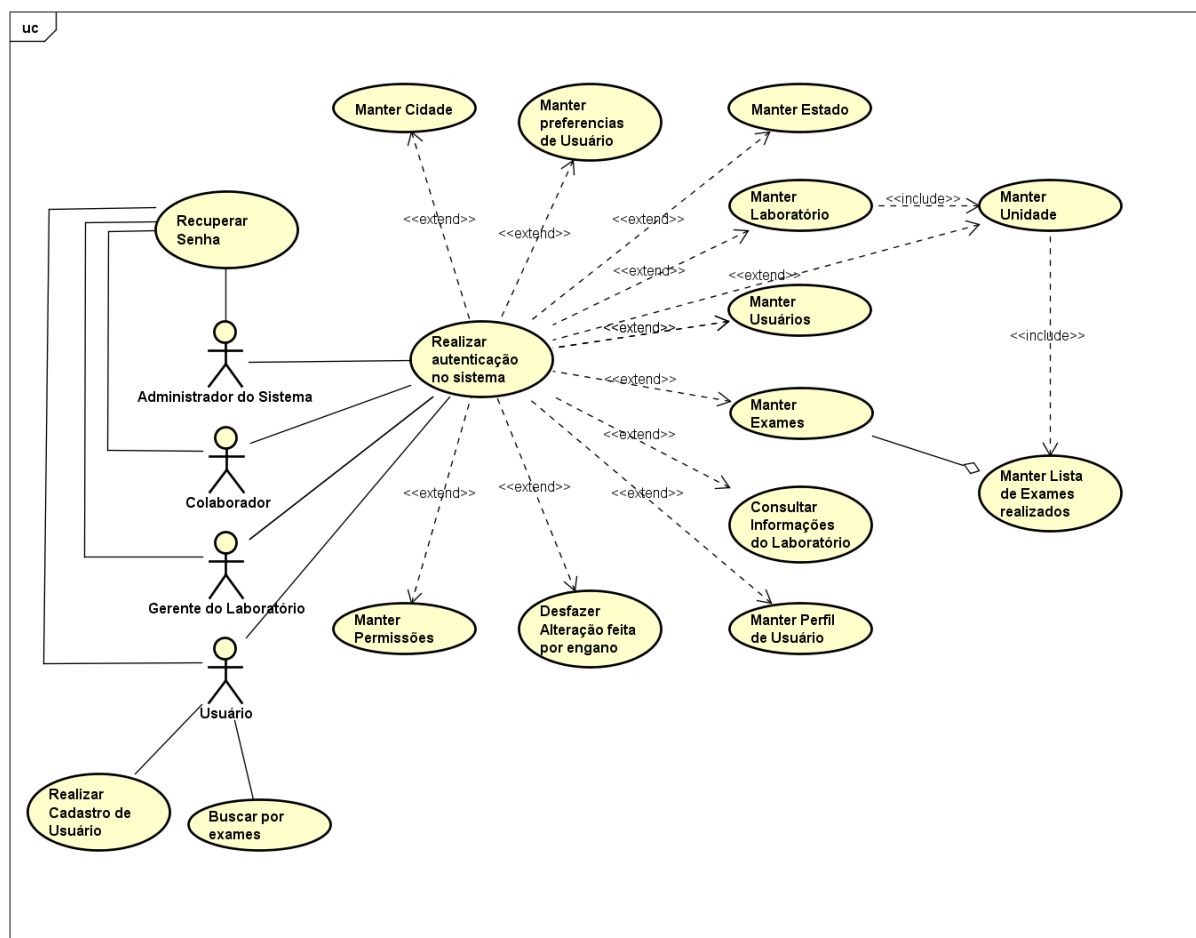 uc
Manter Cidade
Manter
preferencias
de Usuário
Manter Estado
Recuperar
Senha
Manter
Laboratório
<<include>>
Manter
Unidade
<<extend>>
<<extend>>
<<extend>>
<<extend>>
<<extend>>
Manter
Usuários
<<extend>>
<<include>>
Realizar
autenticação
no sistema
Administrador do Sistema
<<extend>>
Manter
Exames
<<extend>>
Colaborador
<<extend>>
<<extend>>
<<extend>>
Manter Lista
de Exames
realizados
Consultar
Informações
do Laboratório
Gerente do Laboratório
Manter
Permissões
Desfazer
Alteração feita
por engano
Manter Perfil
de Usuário
Usuário
Realizar
Cadastro de
Usuário
Buscar por
exames